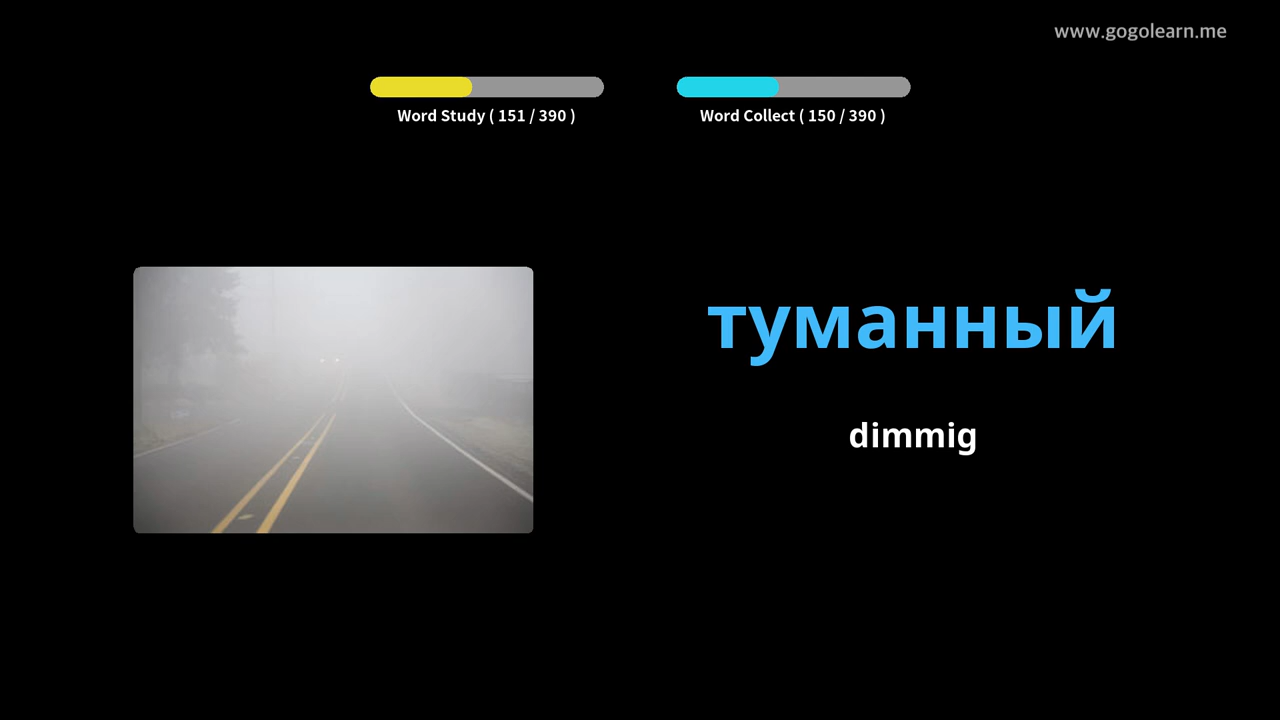 www.gogolearn.me
Word Study ( 151 / 390 )
Word Collect ( 150 / 390 )
туманный
dimmig